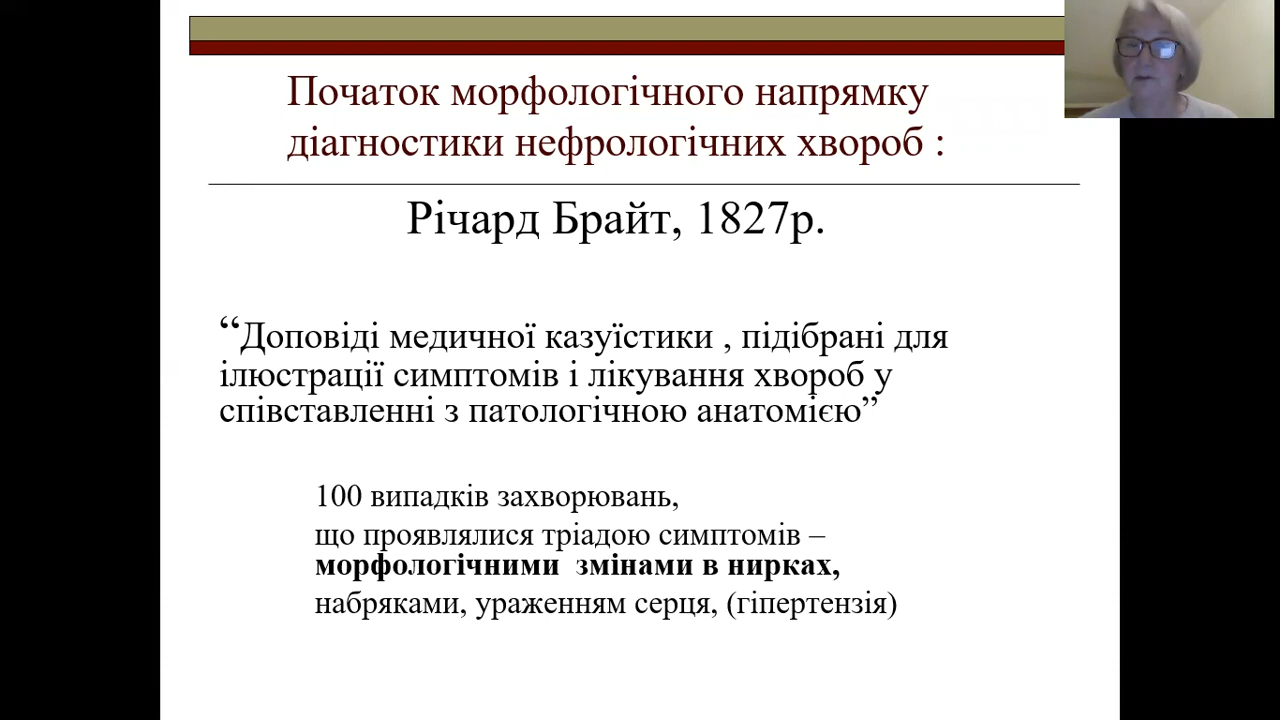 Початок морфологічного напрямку
діагностики нефрологічних хвороб :
Річард Брайт, 1827р.
“Доповіді медичної казуїстики , підібрані для
ілюстрації симптомів і лікування хвороб у
співставленні з патологічною анатомією”
100 випадків захворювань,
що проявлялися тріадою симптомів –
морфологічними змінами в нирках,
набряками, ураженням серця, (гіпертензія)